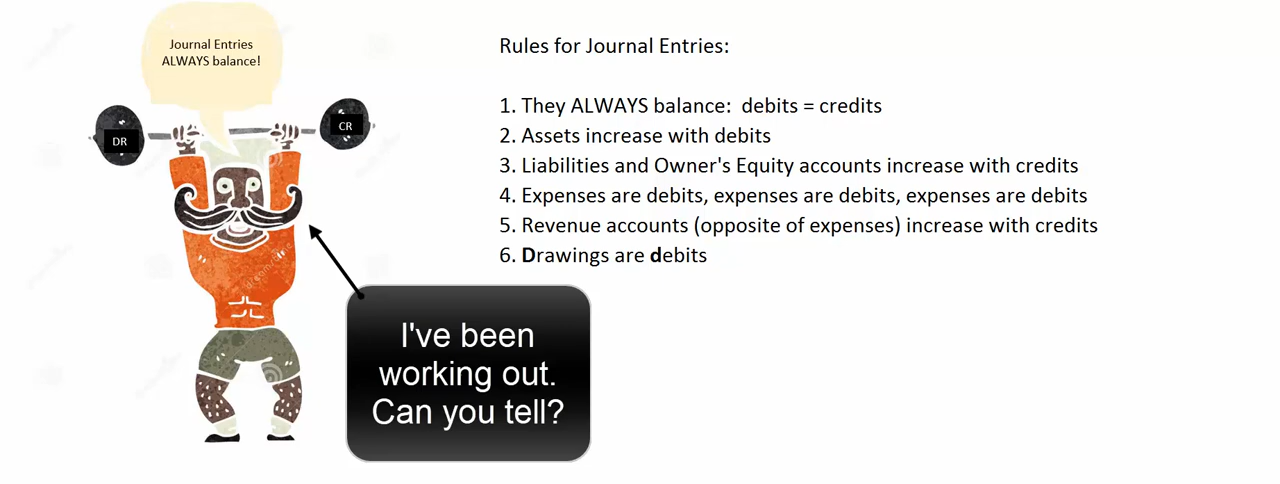 Journal Entries
ALWAYS balance!
DR
CR
Rules for Journal Entries:
1. They ALWAYS balance:  debits = credits
2. Assets increase with debits
3. Liabilities and Owner's Equity accounts increase with credits
4. Expenses are debits, expenses are debits, expenses are debits
5. Revenue accounts (opposite of expenses) increase with credits
6. Drawings are debits
I've been
working out.
Can you tell?